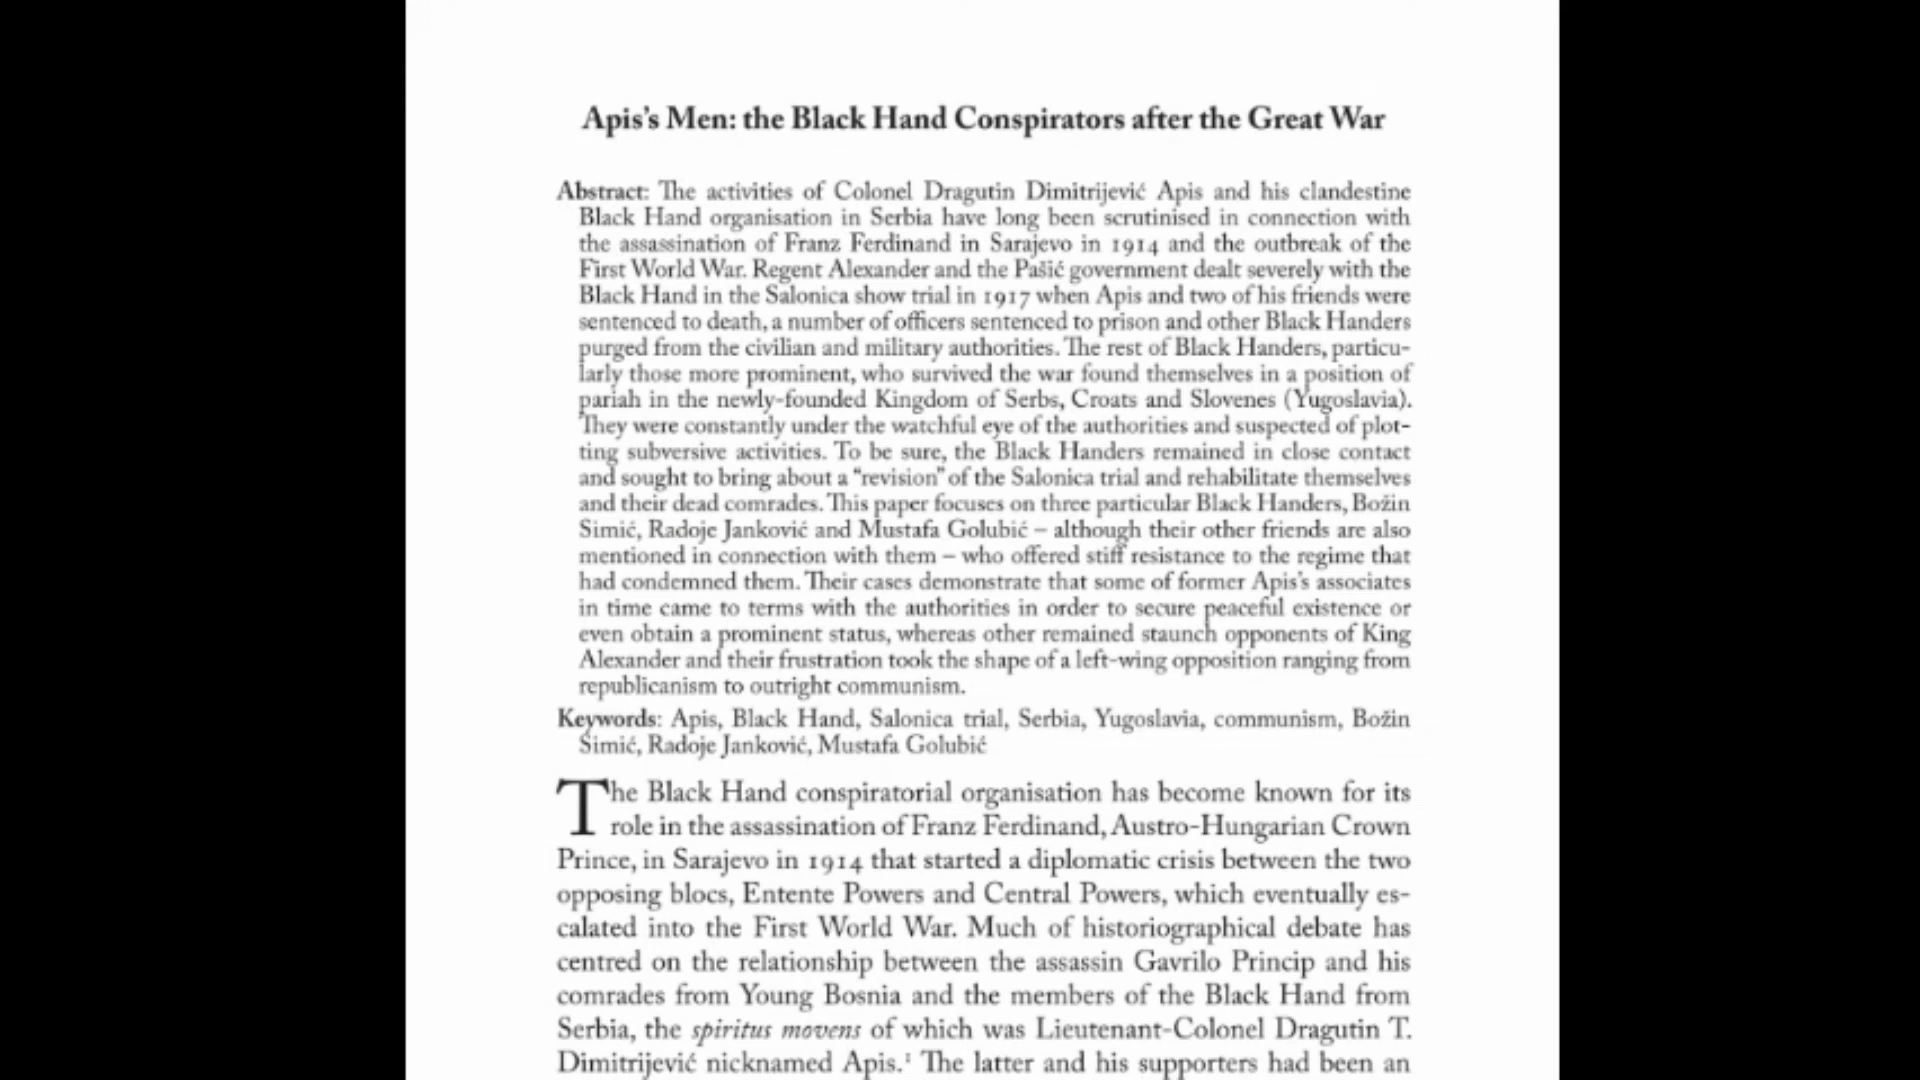 Apis's Men: the Black Hand Conspirators after the Great War
Abstract: The activities of Colonel Dragutin Dimitrijević Apis and his clandestine
Black Hand organisation in Serbia have long been scrutinised in connection with
the assassination of Franz Ferdinand in Sarajevo in 1914 and the outbreak of the
First World War. Regent Alexander and the Pašić government dealt severely with the
Black Hand in the Salonica show trial in 1917 when Apis and two of his friends were
sentenced to death, a number of officers sentenced to prison and other Black Handers
purged from the civilian and military authorities. The rest of Black Handers, particu-
larly those more prominent, who survived the war found themselves in a position of
pariah in the newly-founded Kingdom of Serbs, Croats and Slovenes (Yugoslavia).
They were constantly under the watchful eye of the authorities and suspected of plot-
ting subversive activities. To be sure, the Black Handers remained in close contact
and sought to bring about a "revision" of the Salonica trial and rehabilitate themselves
and their dead comrades. This paper focuses on three particular Black Handers, Božin
Simić, Radoje Janković and Mustafa Golubić – although their other friends are also
mentioned in connection with them – who offered stiff resistance to the regime that
had condemned them. Their cases demonstrate that some of former Apis's associates
in time came to terms with the authorities in order to secure peaceful existence or
even obtain a prominent status, whereas other remained staunch opponents of King
Alexander and their frustration took the shape of a left-wing opposition ranging from
republicanism to outright communism.
Keywords: Apis, Black Hand, Salonica trial, Serbia, Yugoslavia, communism, Božin
Simić, Radoje Janković, Mustafa Golubić
The Black Hand conspiratorial organisation has become known for its
role in the assassination of Franz Ferdinand, Austro-Hungarian Crown
Prince, in Sarajevo in 1914 that started a diplomatic crisis between the two
opposing blocs, Entente Powers and Central Powers, which eventually es-
calated into the First World War. Much of historiographical debate has
centred on the relationship between the assassin Gavrilo Princip and his
comrades from Young Bosnia and the members of the Black Hand from
Serbia, the spiritus movens of which was Lieutenant-Colonel Dragutin T.
Dimitrijević nicknamed Apis.¹ The latter and his supporters had been an